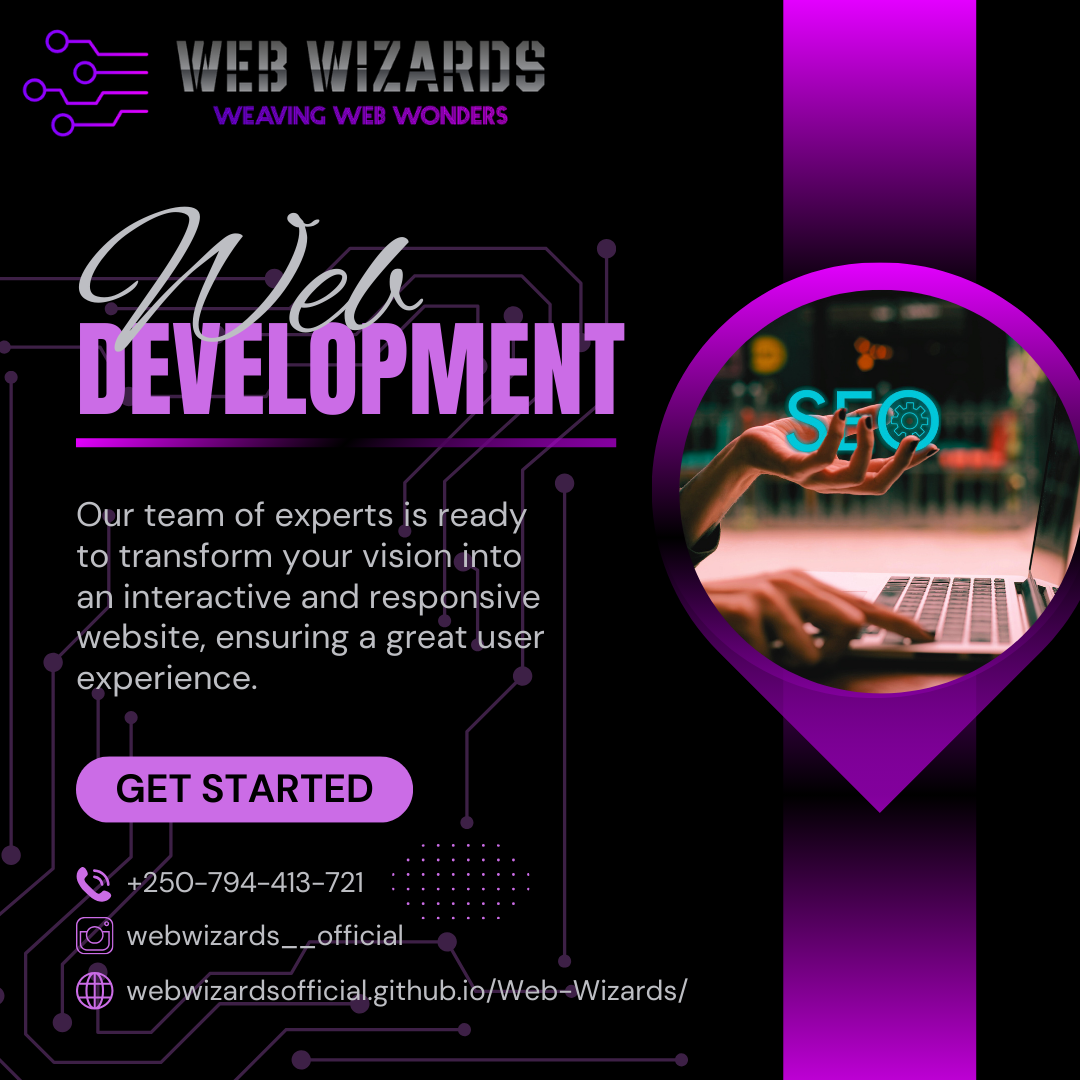 WEB WIZARDS
WEAVING WEB WONDERS
Web
DEVELOPMENT
SEO
Our team of experts is ready
to transform your vision into
an interactive and responsive
website, ensuring a great user
experience.
GET STARTED
+250-794-413-721
webwizards__official
webwizardsofficial.github.io/Web-Wizards/